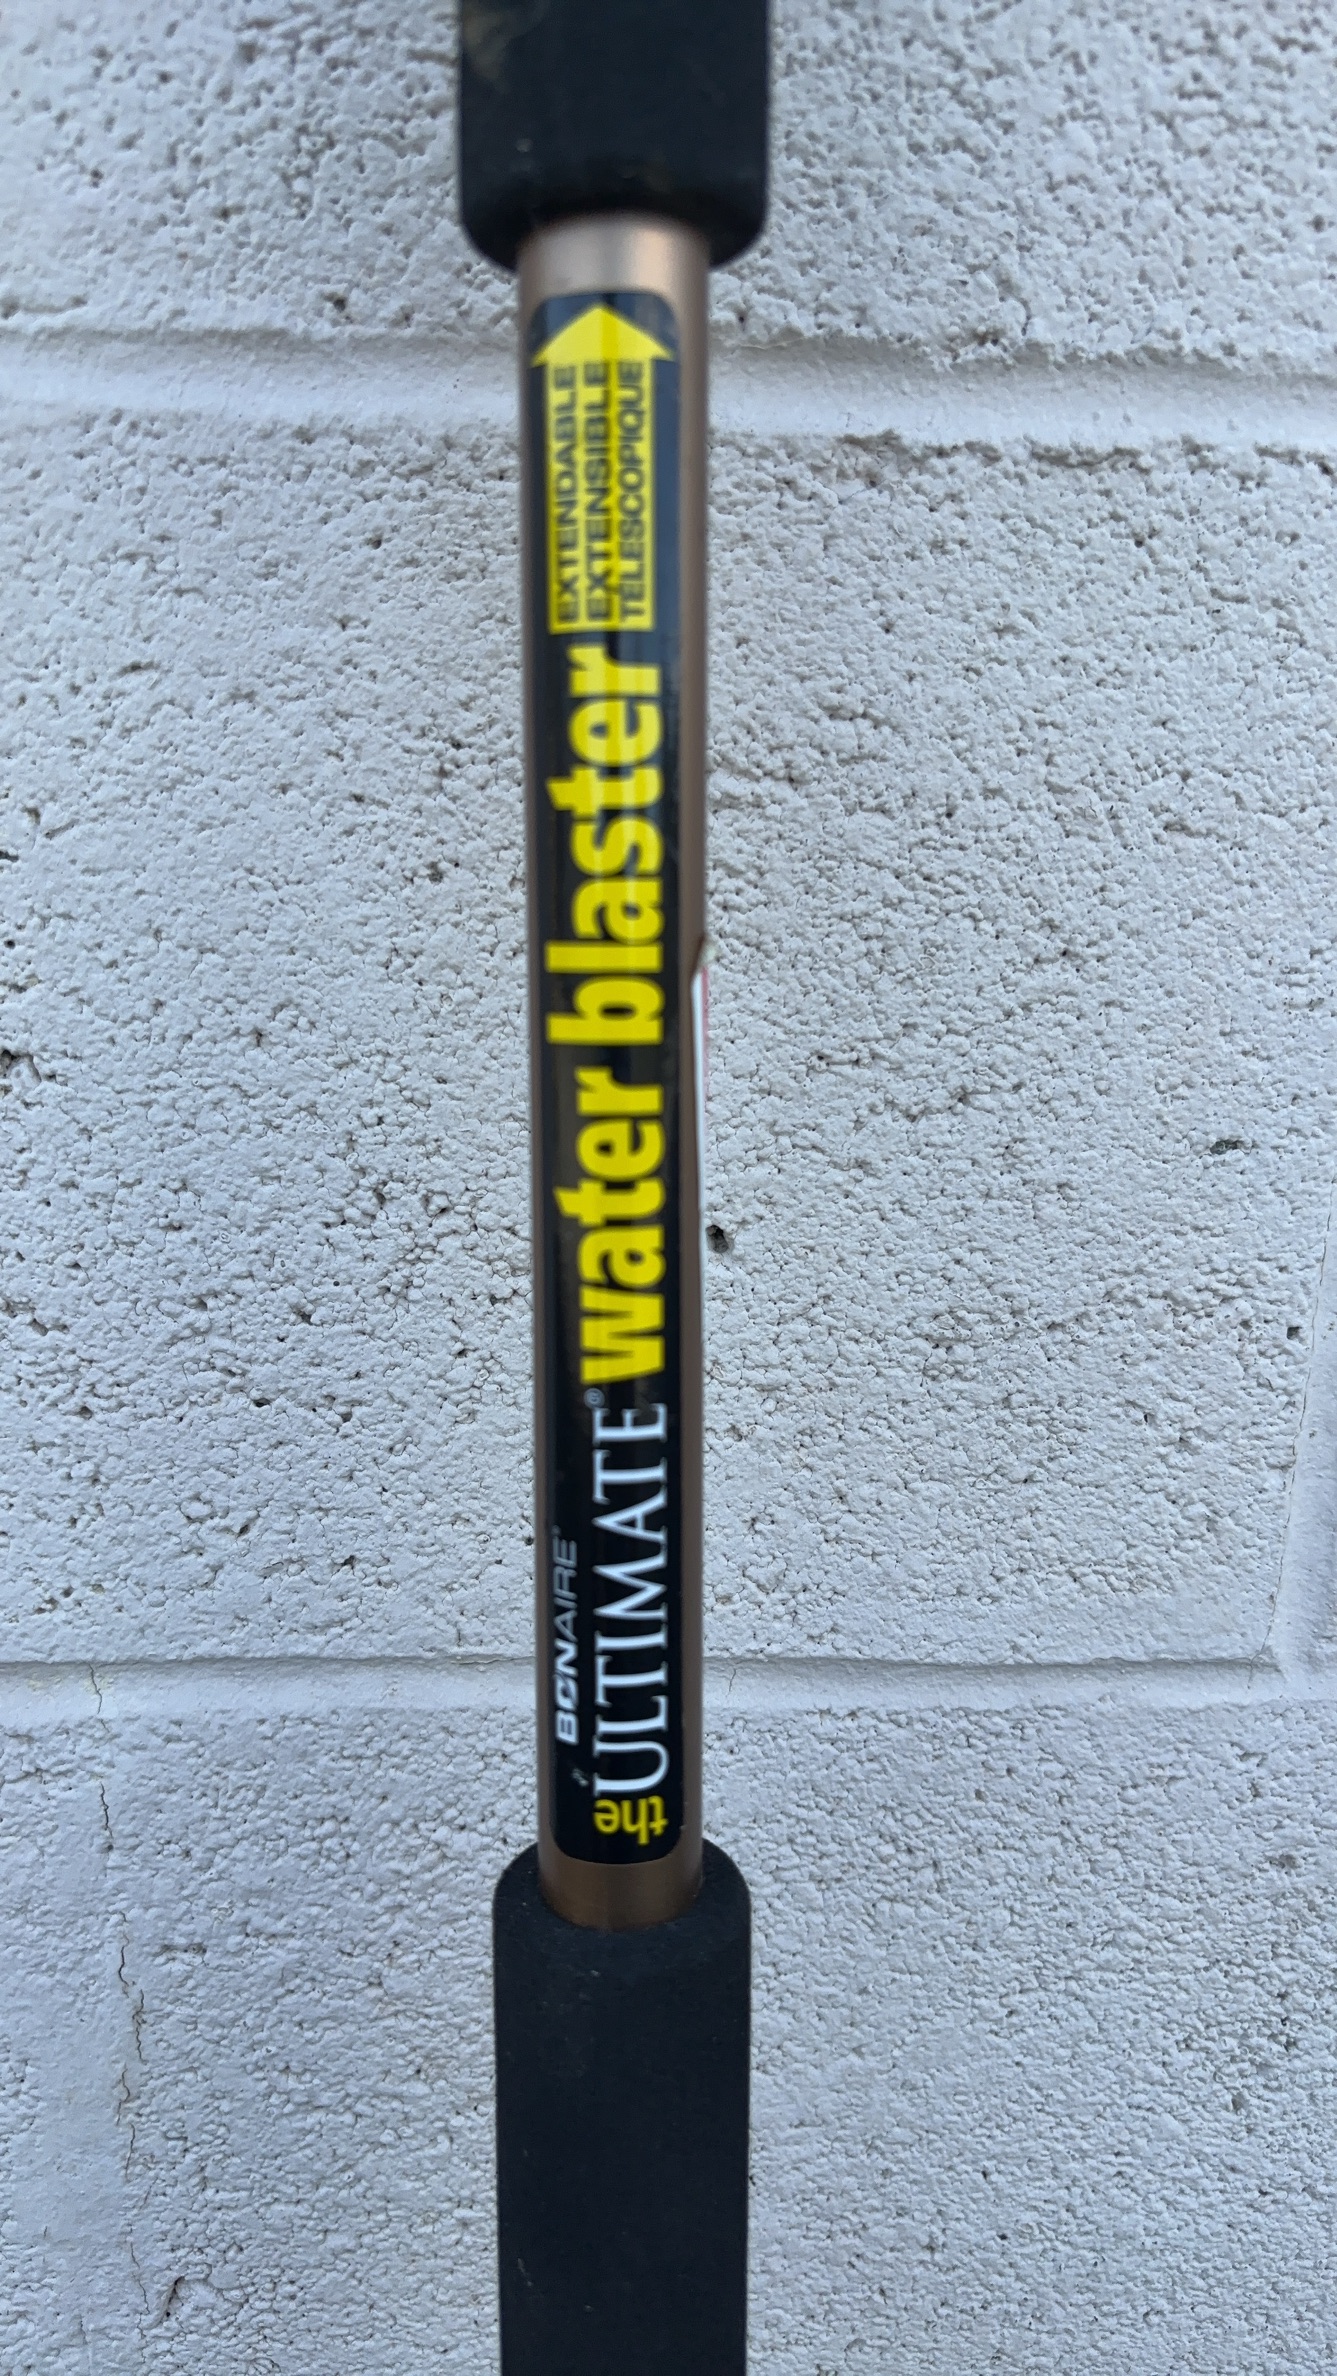 BONAIRE®
the ULTIMATE® water blaster
EXTENDABLE
EXTENSIBLE
TÉLESCOPIQUE